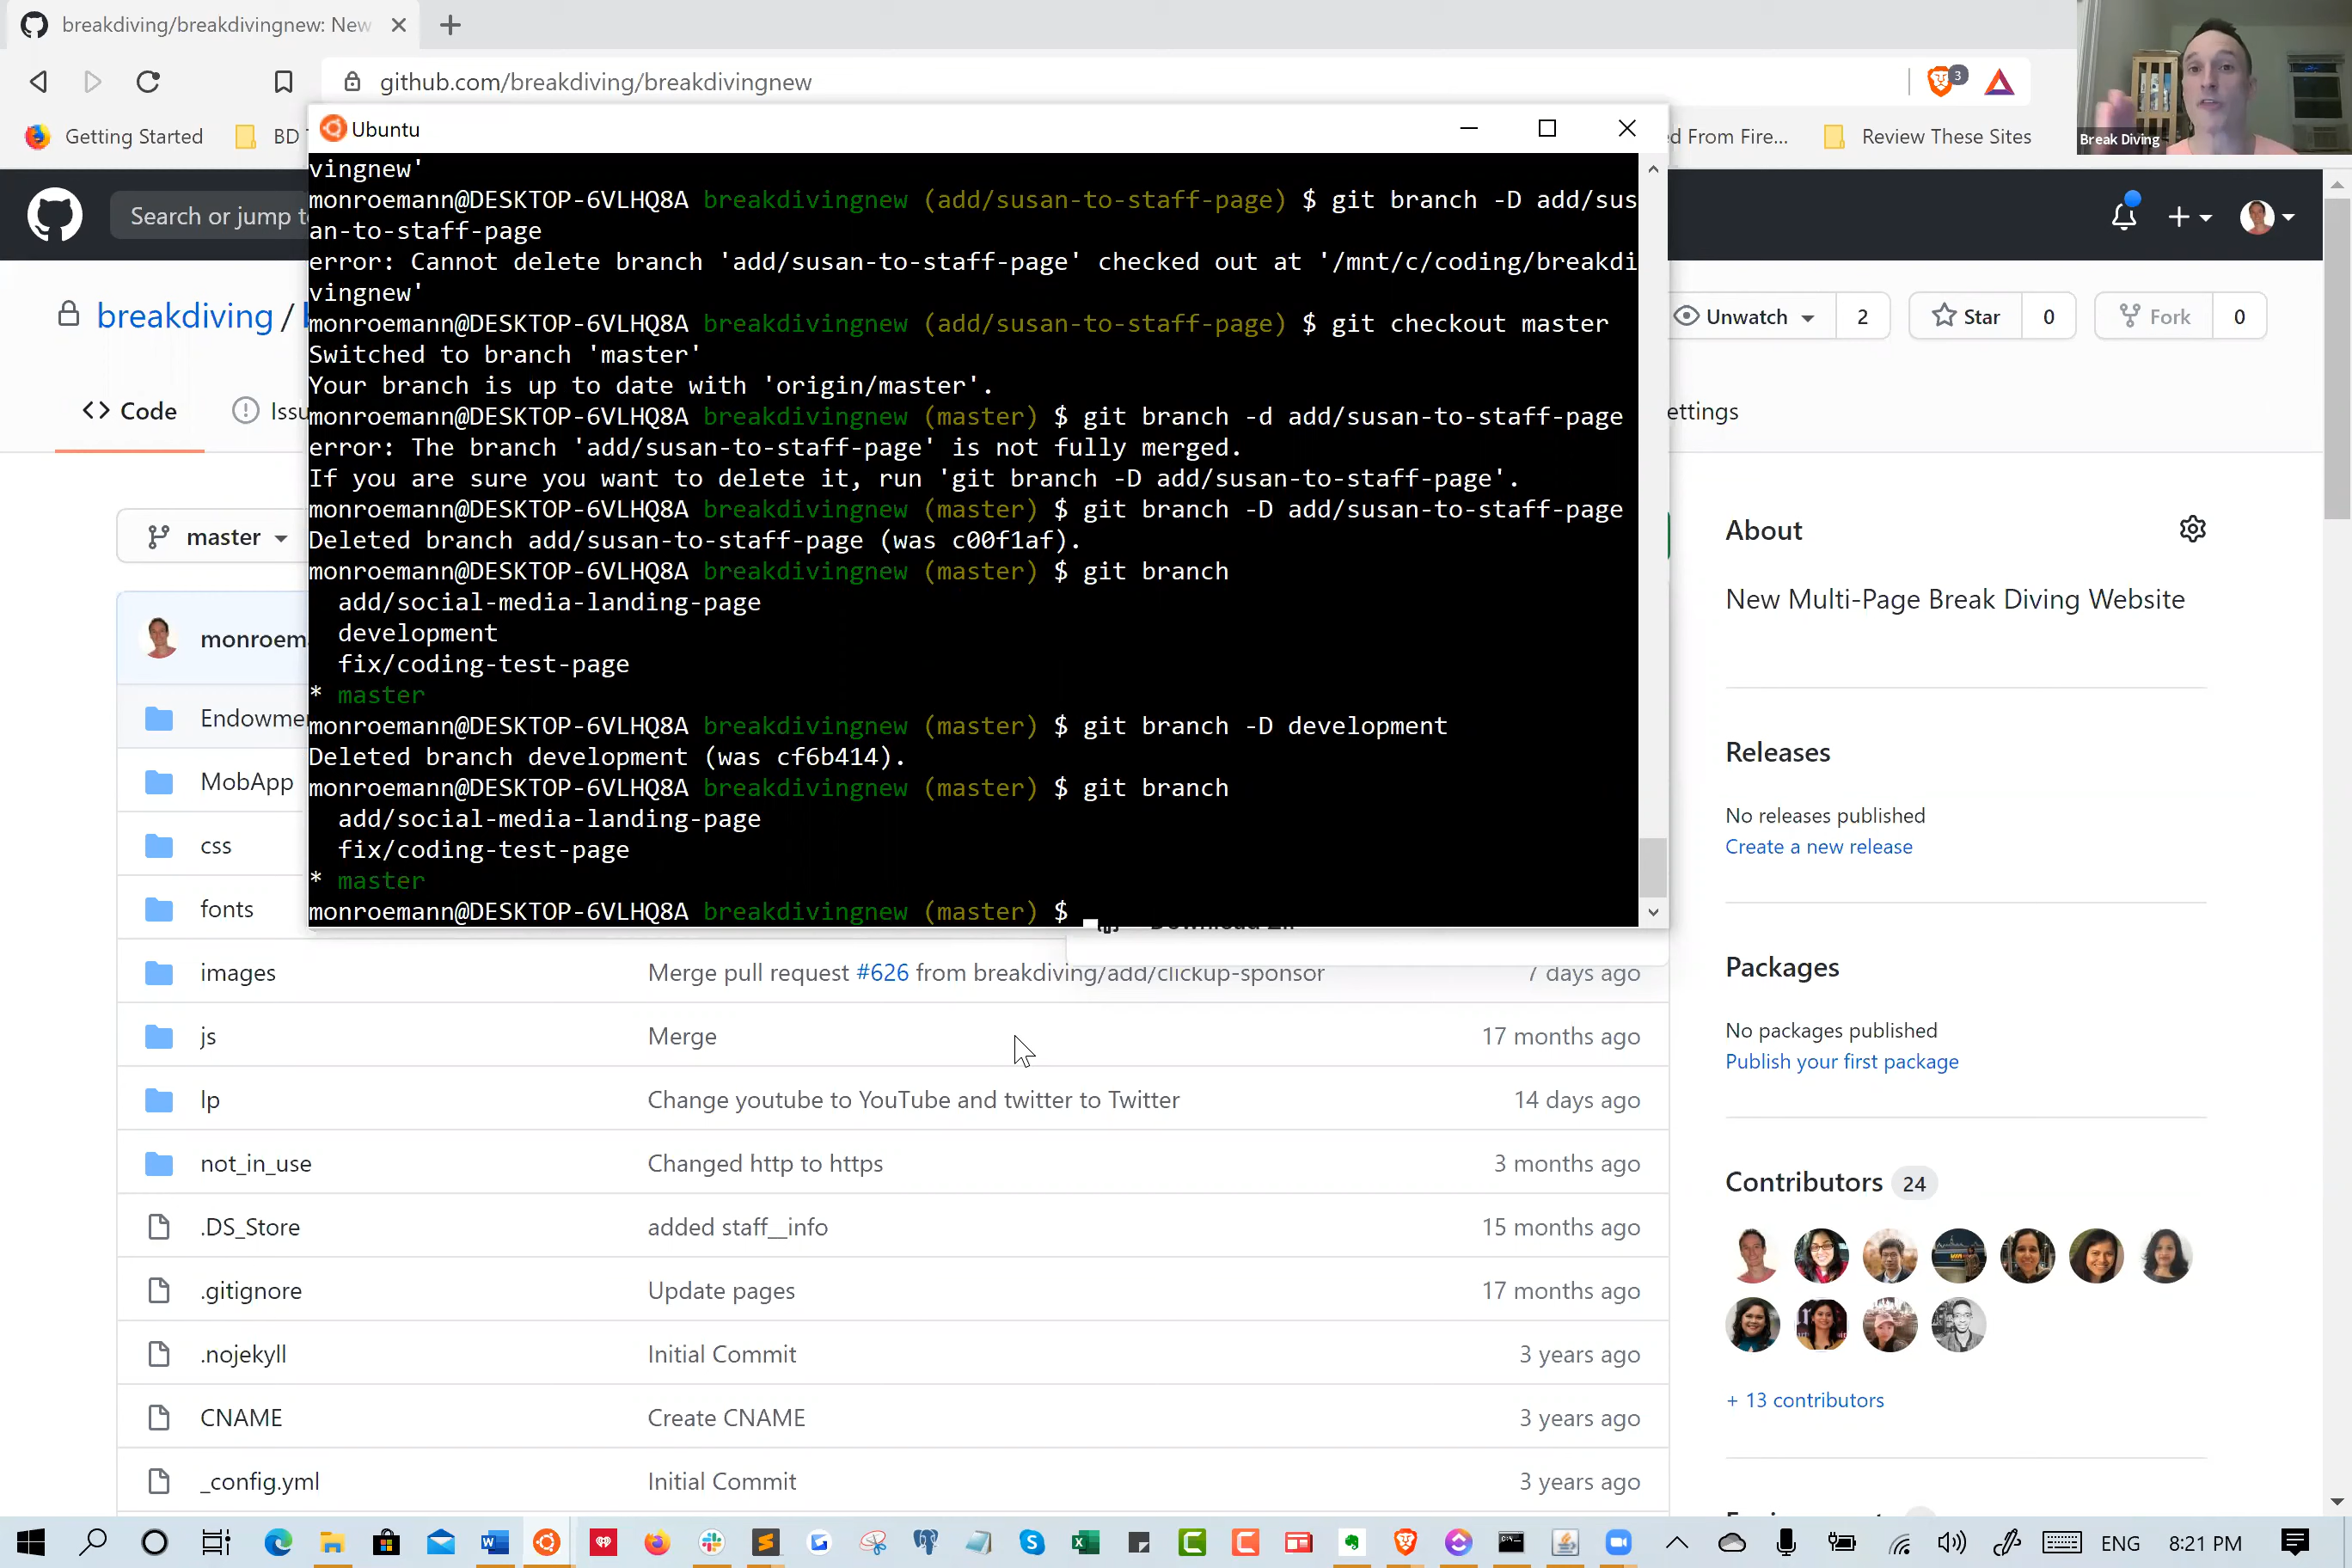 breakdiving/breakdivingnew: New
github.com/breakdiving/breakdivingnew
3
Getting Started
BD
d From Fire...
Review These Sites
Break Diving
Ubuntu
vingnew'
monroemann@DESKTOP-6VLHQ8A breakdivingnew (add/susan-to-staff-page) $ git branch -D add/sus
an-to-staff-page
error: Cannot delete branch 'add/susan-to-staff-page' checked out at '/mnt/c/coding/breakdi
vingnew'
monroemann@DESKTOP-6VLHQ8A breakdivingnew (add/susan-to-staff-page) $ git checkout master
Switched to branch 'master'
Your branch is up to date with 'origin/master'.
monroemann@DESKTOP-6VLHQ8A breakdivingnew (master) $ git branch -d add/susan-to-staff-page
error: The branch 'add/susan-to-staff-page' is not fully merged.
If you are sure you want to delete it, run 'git branch -D add/susan-to-staff-page'.
monroemann@DESKTOP-6VLHQ8A breakdivingnew (master) $ git branch -D add/susan-to-staff-page
Deleted branch add/susan-to-staff-page (was c00f1af).
monroemann@DESKTOP-6VLHQ8A breakdivingnew (master) $ git branch
add/social-media-landing-page
development
fix/coding-test-page
* master
monroemann@DESKTOP-6VLHQ8A breakdivingnew (master) $ git branch -D development
Deleted branch development (was cf6b414).
monroemann@DESKTOP-6VLHQ8A breakdivingnew (master) $ git branch
add/social-media-landing-page
fix/coding-test-page
* master
monroemann@DESKTOP-6VLHQ8A breakdivingnew (master) $
Search or jump t
breakdiving /
Unwatch 2
Star 0
Fork 0
Code
Issu
ettings
master
monroem
Endowme
MobApp
css
fonts
images Merge pull request #626 from breakdiving/add/clickup-sponsor 7 days ago
js Merge 17 months ago
lp Change youtube to YouTube and twitter to Twitter 14 days ago
not_in_use Changed http to https 3 months ago
.DS_Store added staff__info 15 months ago
.gitignore Update pages 17 months ago
.nojekyll Initial Commit 3 years ago
CNAME Create CNAME 3 years ago
_config.yml Initial Commit 3 years ago
About
New Multi-Page Break Diving Website
Releases
No releases published
Create a new release
Packages
No packages published
Publish your first package
Contributors 24
+ 13 contributors
ENG
8:21 PM